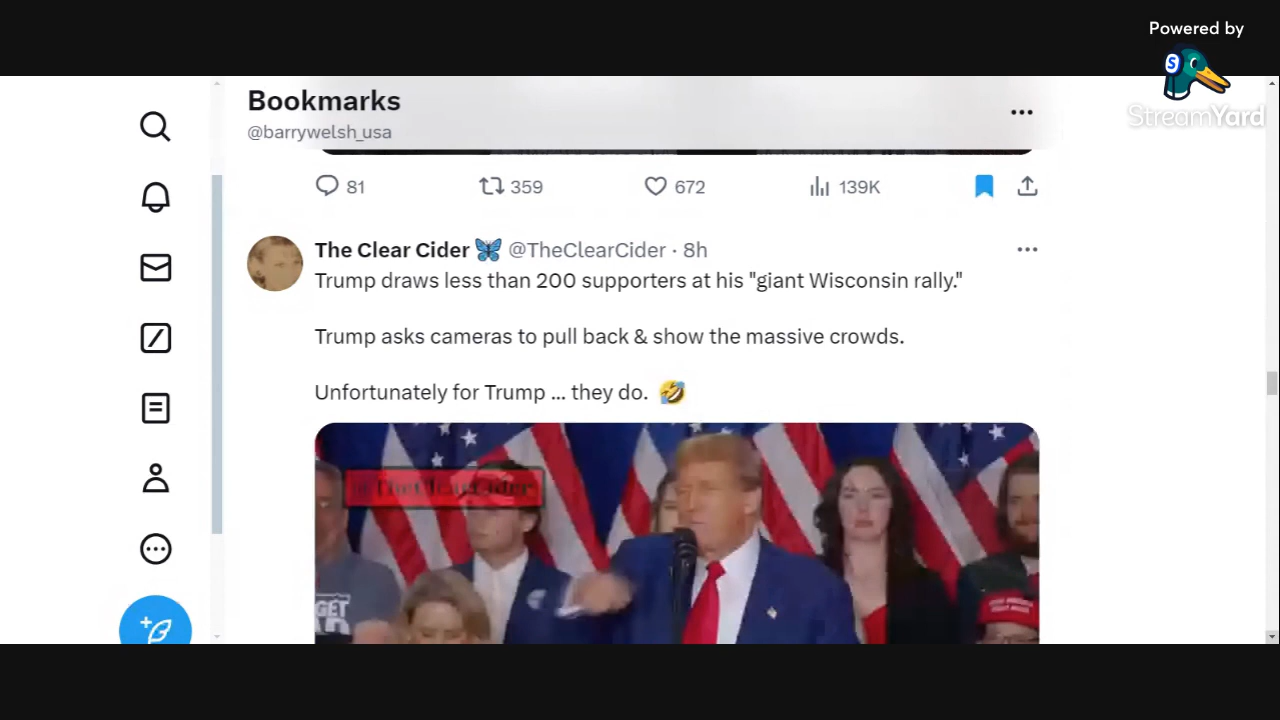 Powered by
StreamYard
Bookmarks
@barrywelsh_usa
81
359
672
139K
The Clear Cider 🦋 @TheClearCider · 8h
Trump draws less than 200 supporters at his "giant Wisconsin rally."
Trump asks cameras to pull back & show the massive crowds.
Unfortunately for Trump ... they do. 🤣
@TheClearCider
GET